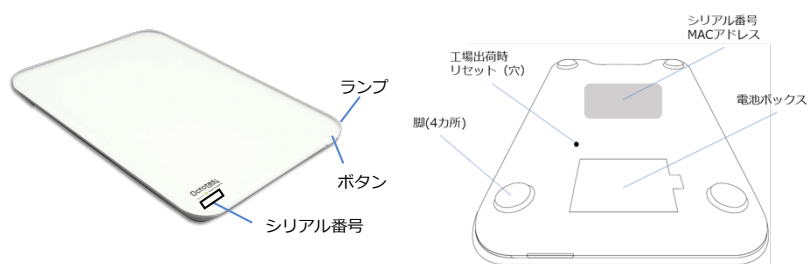 ランプ
ボタン
シリアル番号
シリアル番号
MACアドレス
工場出荷時
リセット（穴）
電池ボックス
脚(4カ所)